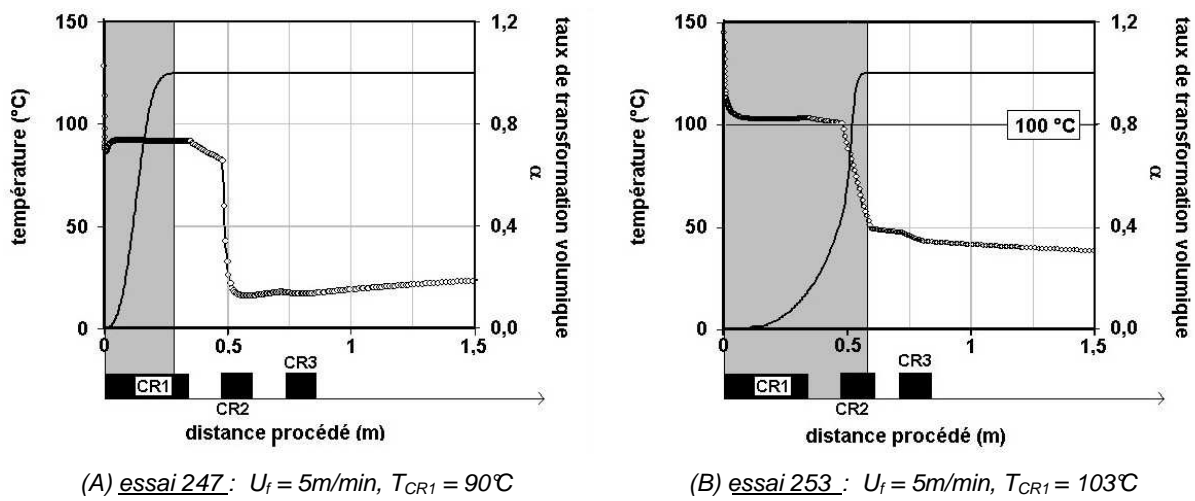 150
100
50
0
température (°C)
1,2
0,8
0,4
0,0
taux de transformation volumique
α
0
0.5
1
1,5
CR1
CR2
CR3
distance procédé (m)
(A) essai 247 : Uf = 5m/min, TCR1 = 90°C
150
100
50
0
température (°C)
100 °C
1,2
0,8
0,4
0,0
taux de transformation volumique
α
0
0.5
1
1,5
CR1
CR2
CR3
distance procédé (m)
(B) essai 253 : Uf = 5m/min, TCR1 = 103°C